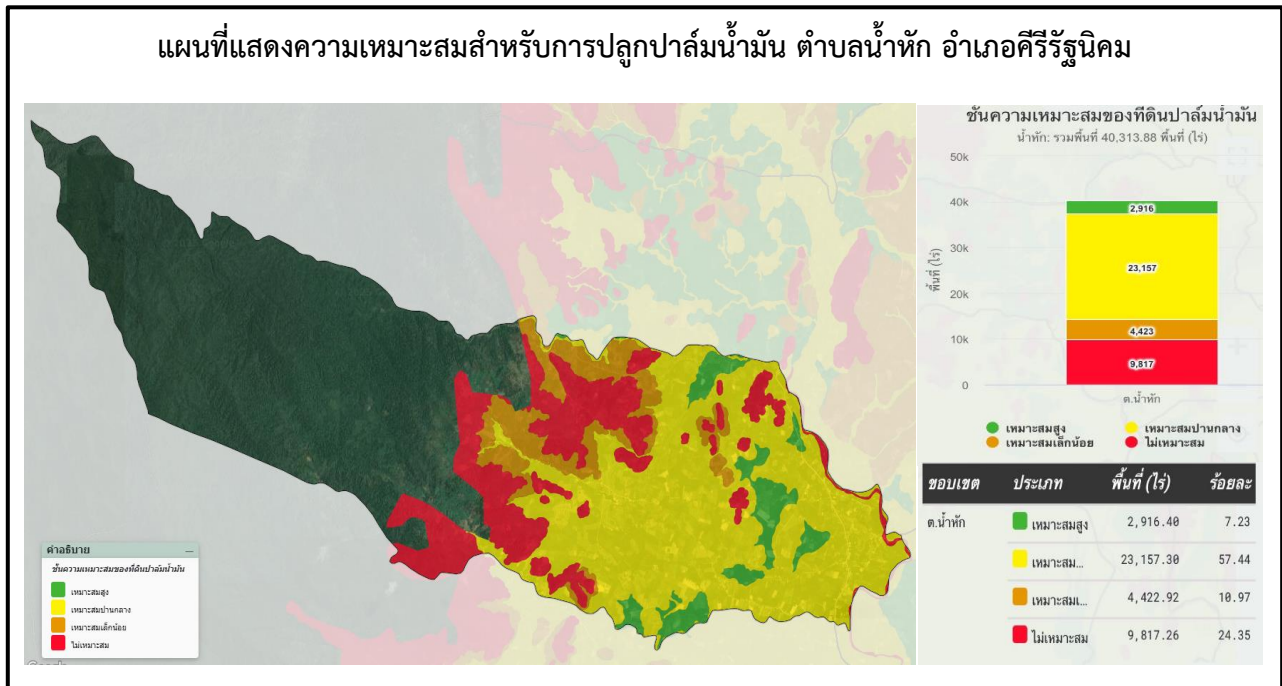 แผนที่แสดงความเหมาะสมสำหรับการปลูกปาล์มน้ำมัน ตำบลน้ำหัก อำเภอคีรีรัฐนิคม
คำอธิบาย
ชั้นความเหมาะสมของที่ดินปาล์มน้ำมัน
เหมาะสมสูง
เหมาะสมปานกลาง
เหมาะสมเล็กน้อย
ไม่เหมาะสม
ชั้นความเหมาะสมของที่ดินปาล์มน้ำมัน
น้ำหัก: รวมพื้นที่ 40,313.88 พื้นที่ (ไร่)
พื้นที่ (ไร่)
50k
40k
30k
20k
10k
0
2,916
23,157
4,423
9,817
ต.น้ำหัก
เหมาะสมสูง เหมาะสมปานกลาง
เหมาะสมเล็กน้อย ไม่เหมาะสม
ขอบเขต ประเภท พื้นที่ (ไร่) ร้อยละ
ต.น้ำหัก เหมาะสมสูง 2,916.40 7.23
เหมาะสม... 23,157.30 57.44
เหมาะสมเ... 4,422.92 10.97
ไม่เหมาะสม 9,817.26 24.35